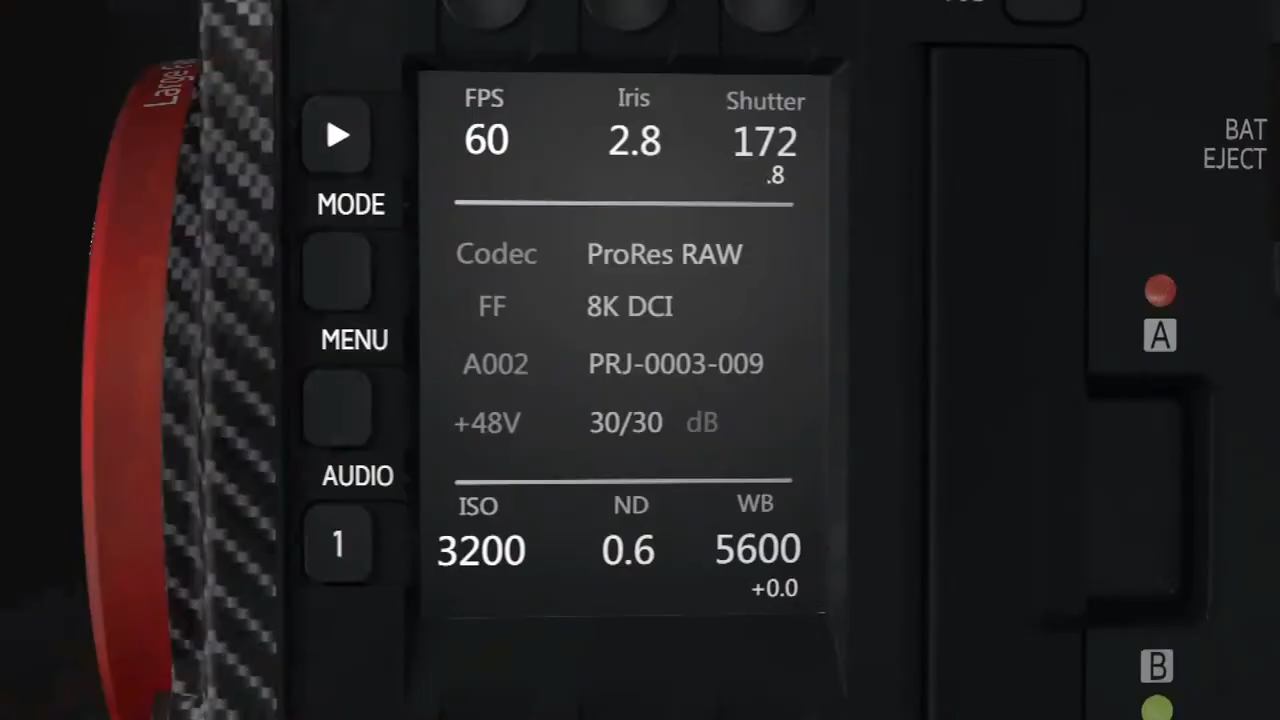 Large
FPS Iris Shutter
60 2.8 172
.8
MODE
Codec ProRes RAW
FF 8K DCI
MENU
A002 PRJ-0003-009
+48V 30/30 dB
AUDIO
ISO ND WB
1
3200 0.6 5600
+0.0
BAT
EJECT
A
B